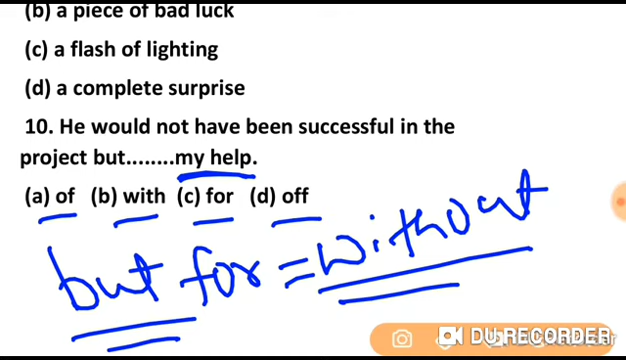 (b) a piece of bad luck
(c) a flash of lighting
(d) a complete surprise
10. He would not have been successful in the
project but........my help.
(a) of (b) with (c) for (d) off
but for = without
DU RECORDER